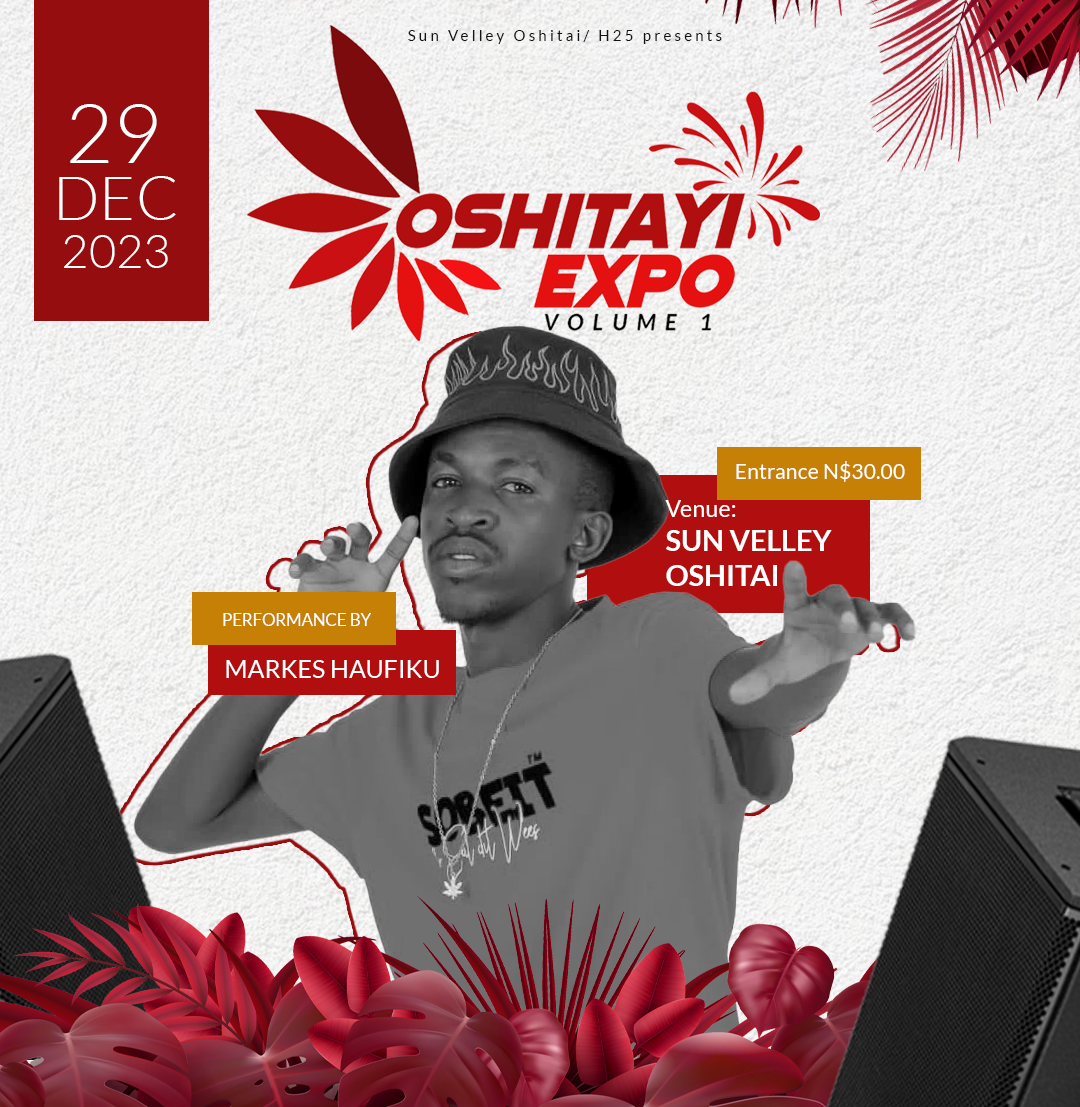 Sun Velley Oshitai/ H25 presents
29
DEC
2023
OSHITAYI
EXPO
VOLUME 1
Entrance N$30.00
Venue:
SUN VELLEY
OSHITAI
PERFORMANCE BY
MARKES HAUFIKU
TM